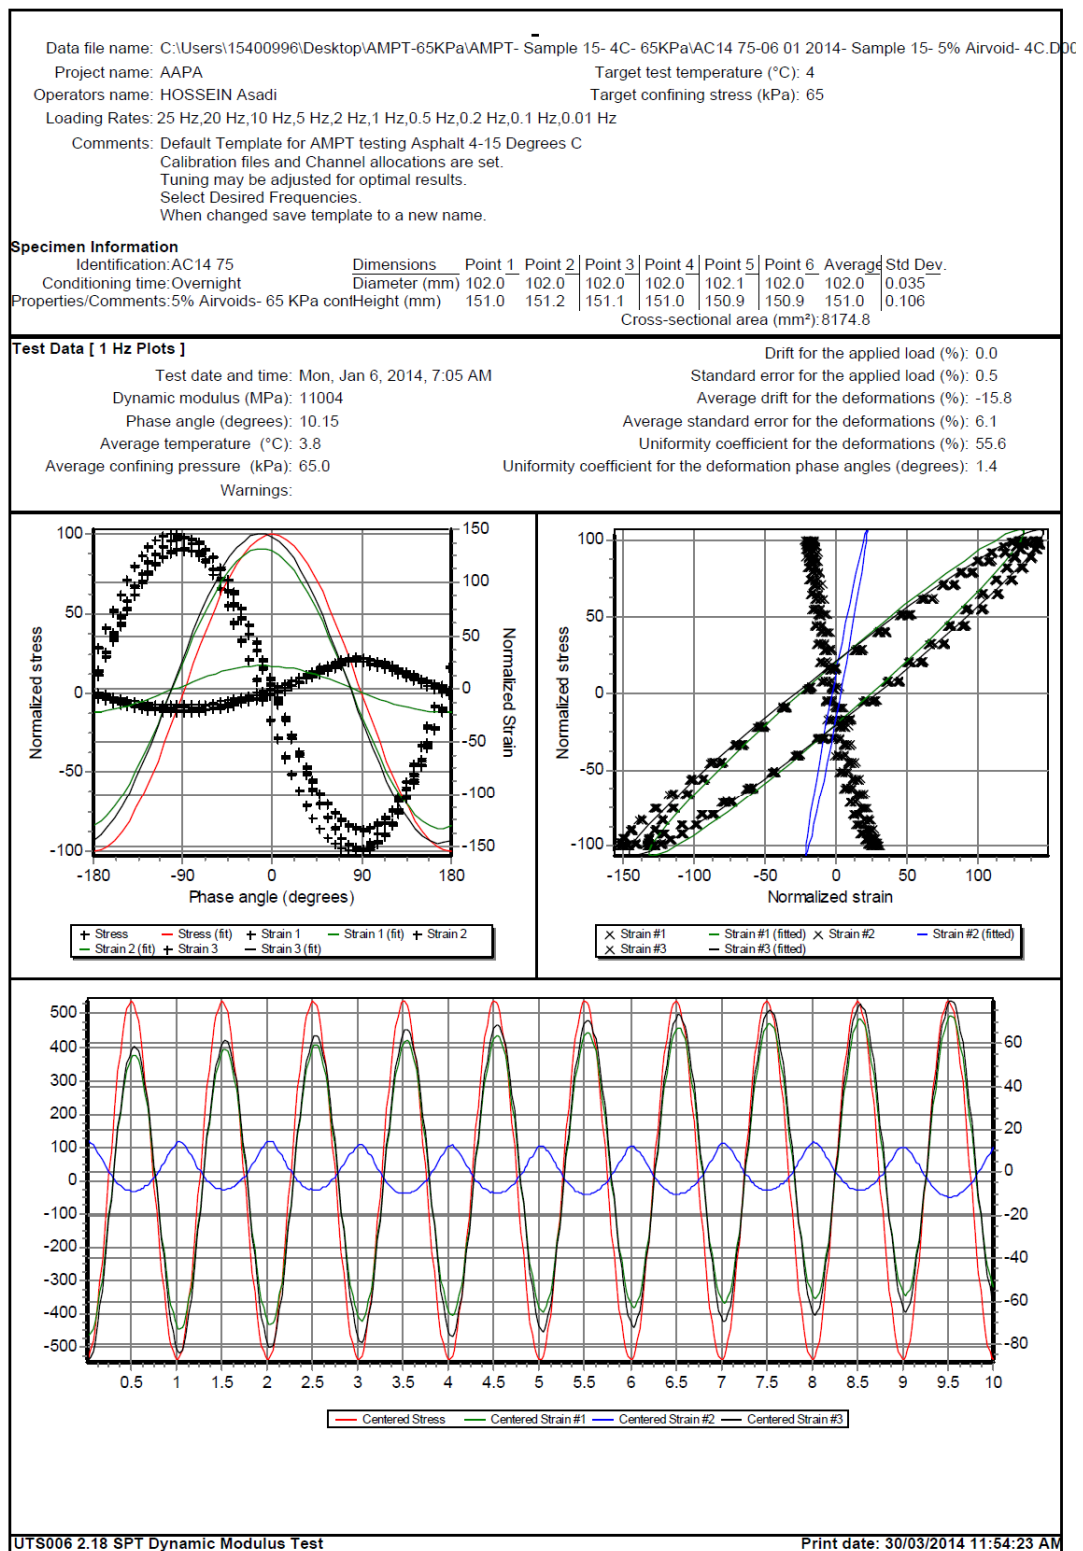 Data file name: C:\Users\15400996\Desktop\AMPT-65KPa\AMPT- Sample 15- 4C- 65KPa\AC14 75-06 01 2014- Sample 15- 5% Airvoid- 4C.D00
Project name: AAPA Target test temperature (°C): 4
Operators name: HOSSEIN Asadi Target confining stress (kPa): 65
Loading Rates: 25 Hz,20 Hz,10 Hz,5 Hz,2 Hz,1 Hz,0.5 Hz,0.2 Hz,0.1 Hz,0.01 Hz
Comments: Default Template for AMPT testing Asphalt 4-15 Degrees C
Calibration files and Channel allocations are set.
Tuning may be adjusted for optimal results.
Select Desired Frequencies.
When changed save template to a new name.
Specimen Information
Identification: AC14 75 Dimensions Point 1 Point 2 Point 3 Point 4 Point 5 Point 6 Average Std Dev.
Conditioning time: Overnight Diameter (mm) 102.0 102.0 102.0 102.0 102.1 102.0 102.0 0.035
Properties/Comments: 5% Airvoids- 65 KPa conf Height (mm) 151.0 151.2 151.1 151.0 150.9 150.9 151.0 0.106
Cross-sectional area (mm²): 8174.8
Test Data [ 1 Hz Plots ] Drift for the applied load (%): 0.0
Test date and time: Mon, Jan 6, 2014, 7:05 AM Standard error for the applied load (%): 0.5
Dynamic modulus (MPa): 11004 Average drift for the deformations (%): -15.8
Phase angle (degrees): 10.15 Average standard error for the deformations (%): 6.1
Average temperature (°C): 3.8 Uniformity coefficient for the deformations (%): 55.6
Average confining pressure (kPa): 65.0 Uniformity coefficient for the deformation phase angles (degrees): 1.4
Warnings:
100 50 0 -50 -100
Normalized stress
150 100 50 0 -50 -100 -150
Normalized Strain
-180 -90 0 90 180
Phase angle (degrees)
Stress Stress (fit) Strain 1 Strain 1 (fit) Strain 2
Strain 2 (fit) Strain 3 Strain 3 (fit)
100 50 0 -50 -100
Normalized stress
-150 -100 -50 0 50 100
Normalized strain
Strain #1 Strain #1 (fitted) Strain #2 Strain #2 (fitted)
Strain #3 Strain #3 (fitted)
500 400 300 200 100 0 -100 -200 -300 -400 -500
60 40 20 0 -20 -40 -60 -80
0.5 1 1.5 2 2.5 3 3.5 4 4.5 5 5.5 6 6.5 7 7.5 8 8.5 9 9.5 10
Centered Stress Centered Strain #1 Centered Strain #2 Centered Strain #3
UTS006 2.18 SPT Dynamic Modulus Test Print date: 30/03/2014 11:54:23 AM